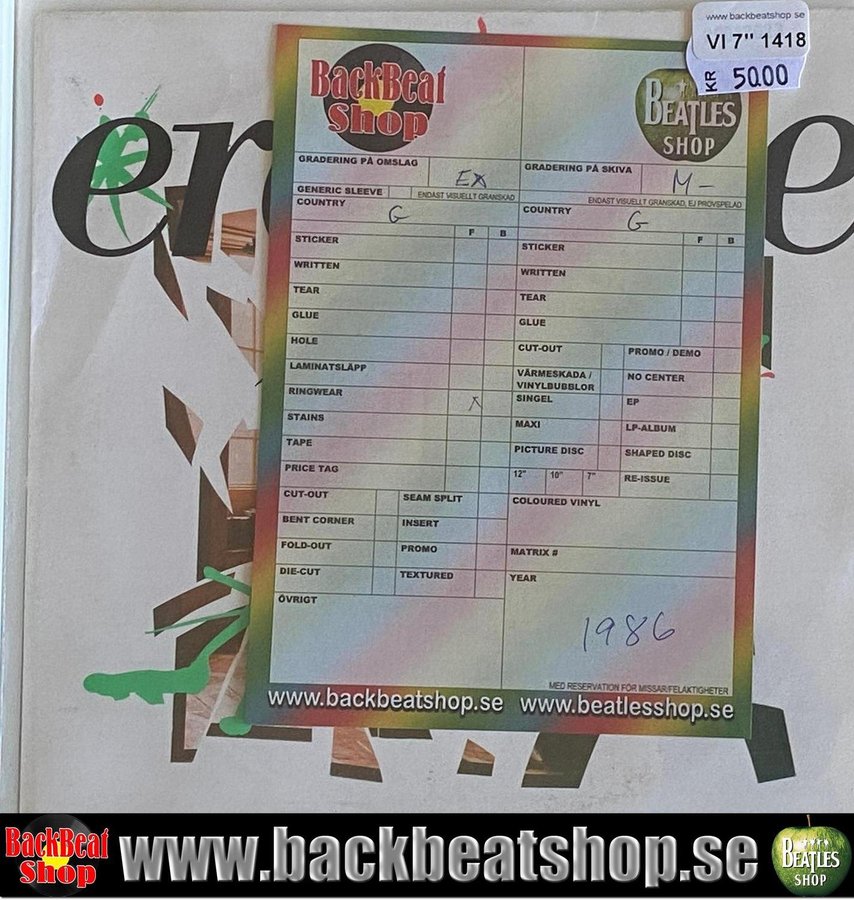 www.backbeatshop se
VI 7" 1418
KR 50.00
er e
BackBeat
Shop
BEATLES
SHOP
GRADERING PÅ OMSLAG EX
GRADERING PÅ SKIVA M-
GENERIC SLEEVE ENDAST VISUELLT GRANSKAD
ENDAST VISUELLT GRANSKAD, EJ PROVSPELAD
COUNTRY G
COUNTRY G
F B
F B
STICKER
WRITTEN
TEAR
GLUE
HOLE
LAMINATSLÄPP
RINGWEAR X
STAINS
TAPE
PRICE TAG
CUT-OUT SEAM SPLIT
BENT CORNER INSERT
FOLD-OUT PROMO
DIE-CUT TEXTURED
ÖVRIGT
STICKER
WRITTEN
TEAR
GLUE
CUT-OUT PROMO / DEMO
VÄRMESKADA /
VINYLBUBBLOR NO CENTER
SINGEL EP
MAXI LP-ALBUM
PICTURE DISC SHAPED DISC
12" 10" 7" RE-ISSUE
COLOURED VINYL
MATRIX #
YEAR
1986
MED RESERVATION FÖR MISSAR/FELAKTIGHETER
www.backbeatshop.se www.beatlesshop.se
BackBeat
Shop
www.backbeatshop.se
BEATLES
SHOP